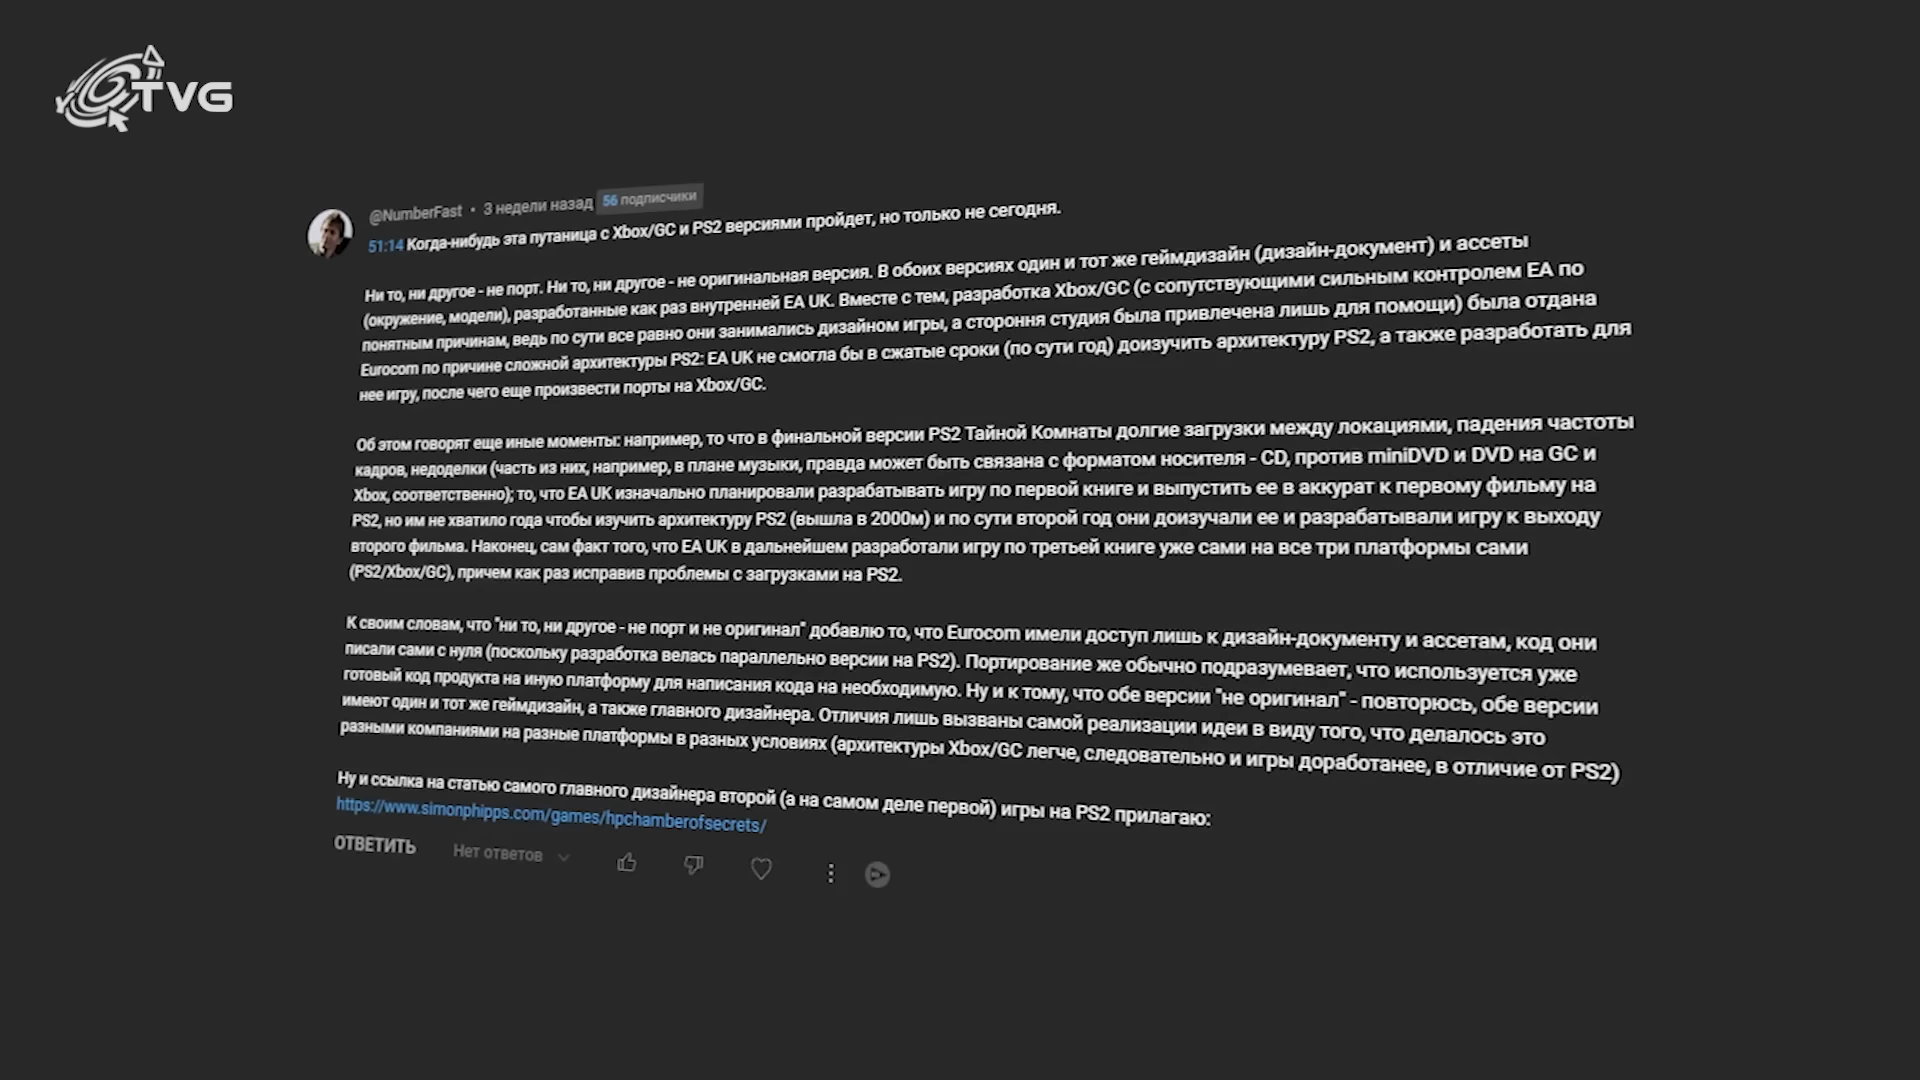 TVG
@NumberFast • 3 недели назад 56 подписчики
51:14 Когда-нибудь эта путаница с Xbox/GC и PS2 версиями пройдет, но только не сегодня.
Ни то, ни другое - не порт. Ни то, ни другое - не оригинальная версия. В обоих версиях один и тот же геймдизайн (дизайн-документ) и ассеты
(окружение, модели), разработанные как раз внутренней EA UK. Вместе с тем, разработка Xbox/GC (с сопутствующими сильным контролем EA по
понятным причинам, ведь по сути все равно они занимались дизайном игры, а стороння студия была привлечена лишь для помощи) была отдана
Eurocom по причине сложной архитектуры PS2: EA UK не смогла бы в сжатые сроки (по сути год) доизучить архитектуру PS2, а также разработать для
нее игру, после чего еще произвести порты на Xbox/GC.
Об этом говорят еще иные моменты: например, то что в финальной версии PS2 Тайной Комнаты долгие загрузки между локациями, падения частоты
кадров, недоделки (часть из них, например, в плане музыки, правда может быть связана с форматом носителя - CD, против miniDVD и DVD на GC и
Xbox, соответственно); то, что EA UK изначально планировали разрабатывать игру по первой книге и выпустить ее в аккурат к первому фильму на
PS2, но им не хватило года чтобы изучить архитектуру PS2 (вышла в 2000м) и по сути второй год они доизучали ее и разрабатывали игру к выходу
второго фильма. Наконец, сам факт того, что EA UK в дальнейшем разработали игру по третьей книге уже сами на все три платформы сами
(PS2/Xbox/GC), причем как раз исправив проблемы с загрузками на PS2.
К своим словам, что "ни то, ни другое - не порт и не оригинал" добавлю то, что Eurocom имели доступ лишь к дизайн-документу и ассетам, код они
писали сами с нуля (поскольку разработка велась параллельно версии на PS2). Портирование же обычно подразумевает, что используется уже
готовый код продукта на иную платформу для написания кода на необходимую. Ну и к тому, что обе версии "не оригинал" - повторюсь, обе версии
имеют один и тот же геймдизайн, а также главного дизайнера. Отличия лишь вызваны самой реализации идеи в виду того, что делалось это
разными компаниями на разные платформы в разных условиях (архитектуры Xbox/GC легче, следовательно и игры доработанее, в отличие от PS2)
Ну и ссылка на статью самого главного дизайнера второй (а на самом деле первой) игры на PS2 прилагаю:
https://www.simonphipps.com/games/hpchamberofsecrets/
ОТВЕТИТЬ Нет ответов